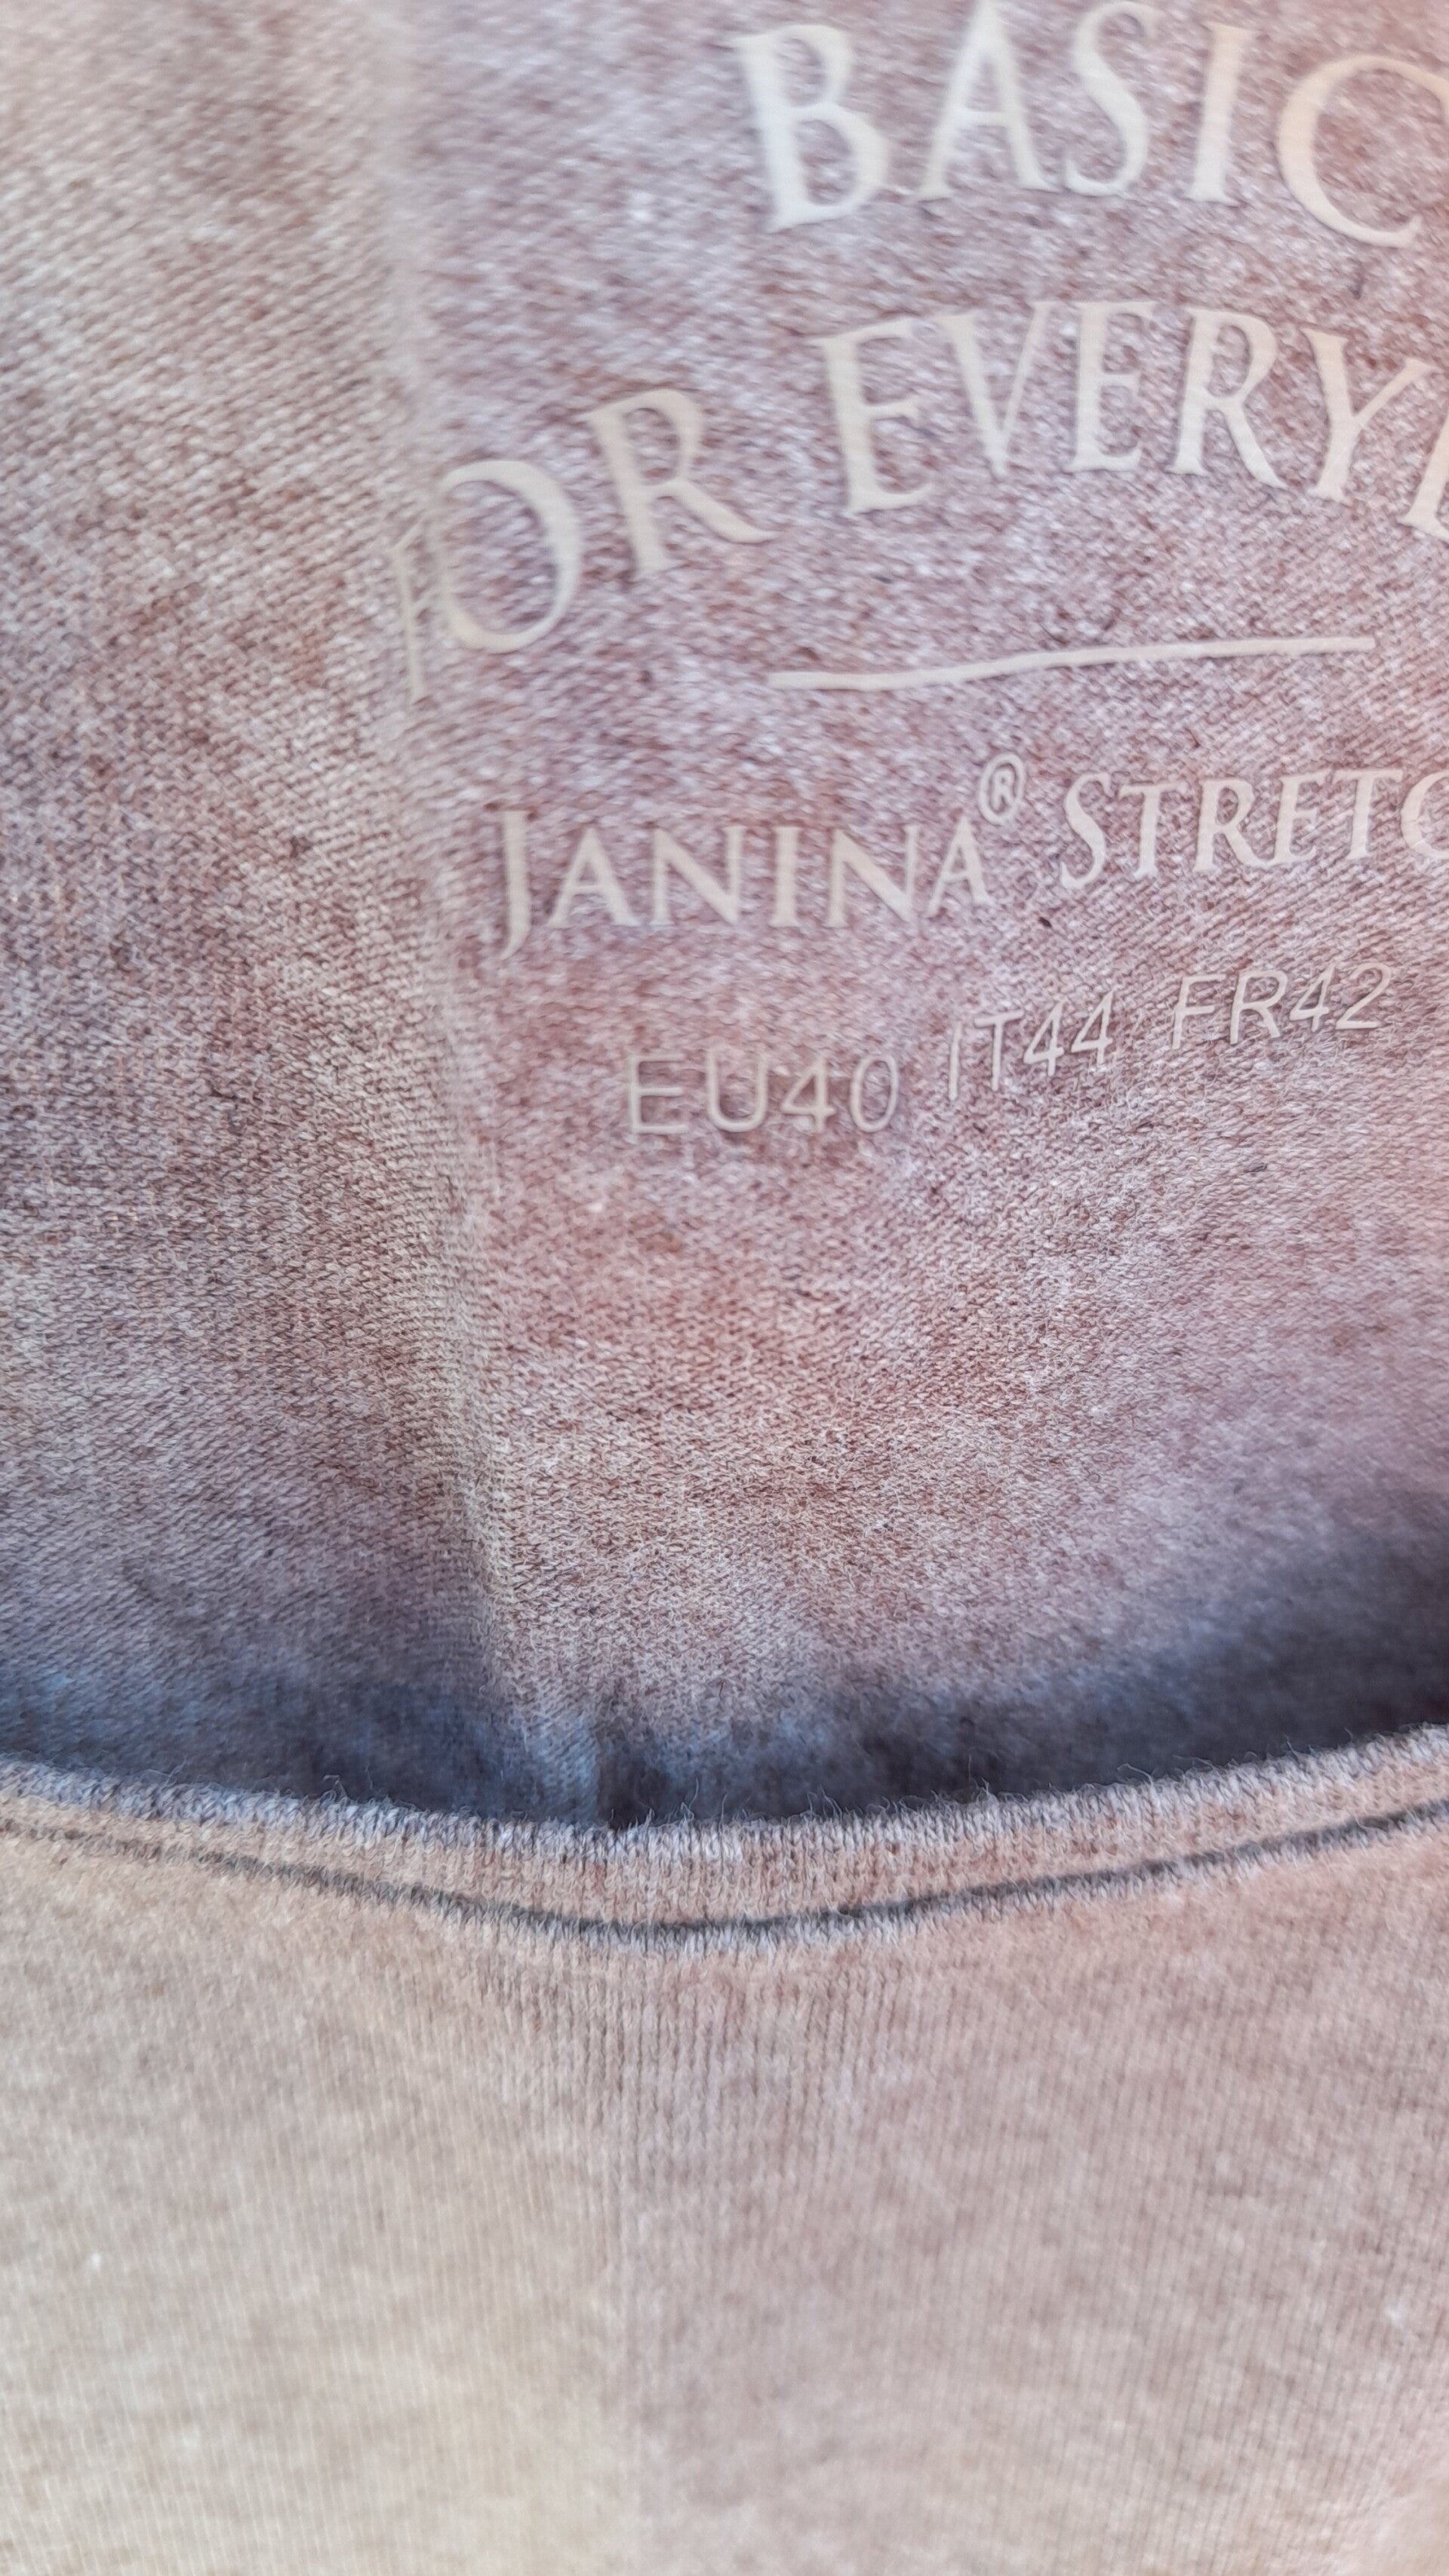 BASIC
FOR EVERY
JANINA® STRETC
EU40 IT44 FR42